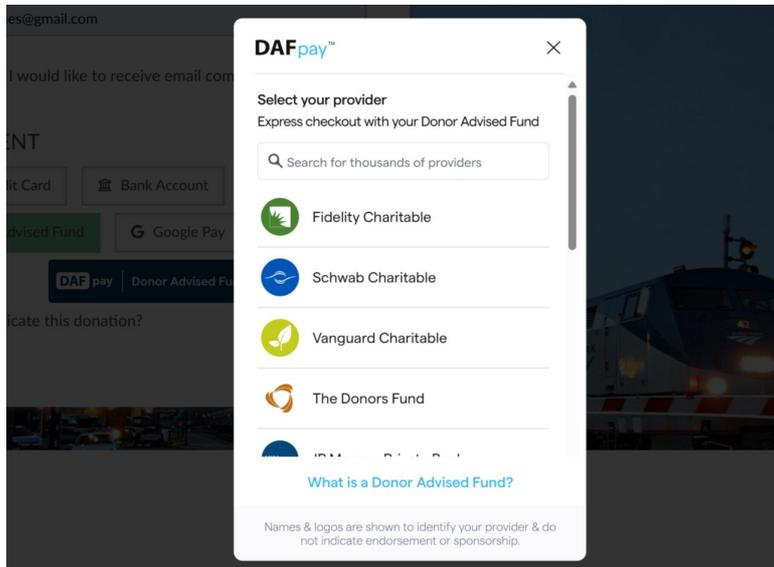 es@gmail.com
I would like to receive email com
ENT
lit Card
Bank Account
dvised Fund
Google Pay
DAF pay
Donor Advised Fu
icate this donation?
DAFpay™
Select your provider
Express checkout with your Donor Advised Fund
Search for thousands of providers
Fidelity Charitable
Schwab Charitable
Vanguard Charitable
The Donors Fund
What is a Donor Advised Fund?
Names & logos are shown to identify your provider & do
not indicate endorsement or sponsorship.
42